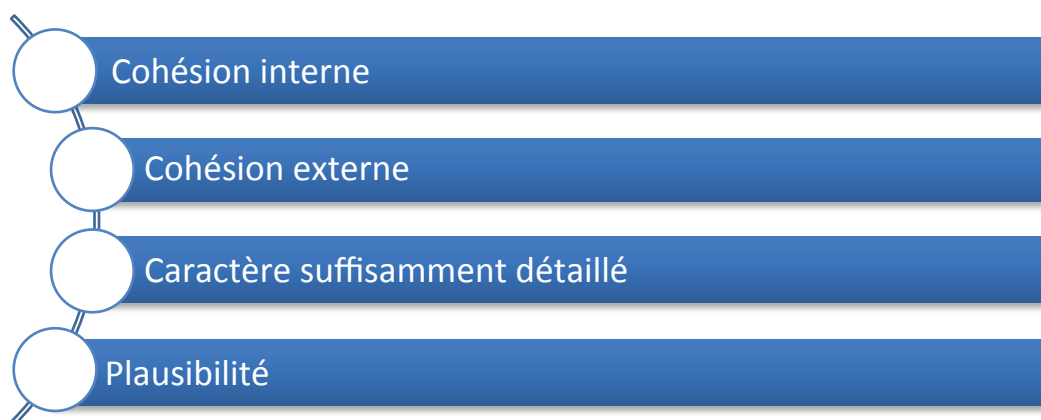 Cohésion interne
Cohésion externe
Caractère suffisamment détaillé
Plausibilité